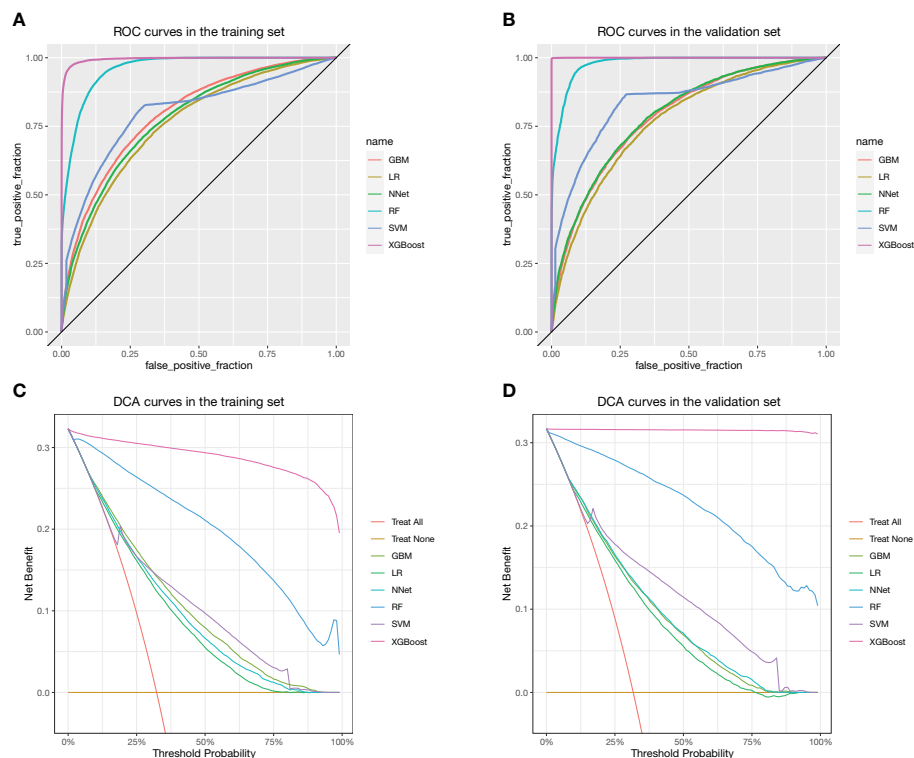 A
ROC curves in the training set
1.00
0.75
0.50
0.25
0.00
true_positive_fraction
0.00 0.25 0.50 0.75 1.00
false_positive_fraction
name
GBM
LR
NNet
RF
SVM
XGBoost
B
ROC curves in the validation set
1.00
0.75
0.50
0.25
0.00
true_positive_fraction
0.00 0.25 0.50 0.75 1.00
false_positive_fraction
name
GBM
LR
NNet
RF
SVM
XGBoost
C
DCA curves in the training set
0.3
0.2
0.1
0.0
Net Benefit
0% 25% 50% 75% 100%
Threshold Probability
Treat All
Treat None
GBM
LR
NNet
RF
SVM
XGBoost
D
DCA curves in the validation set
0.3
0.2
0.1
0.0
Net Benefit
0% 25% 50% 75% 100%
Threshold Probability
Treat All
Treat None
GBM
LR
NNet
RF
SVM
XGBoost